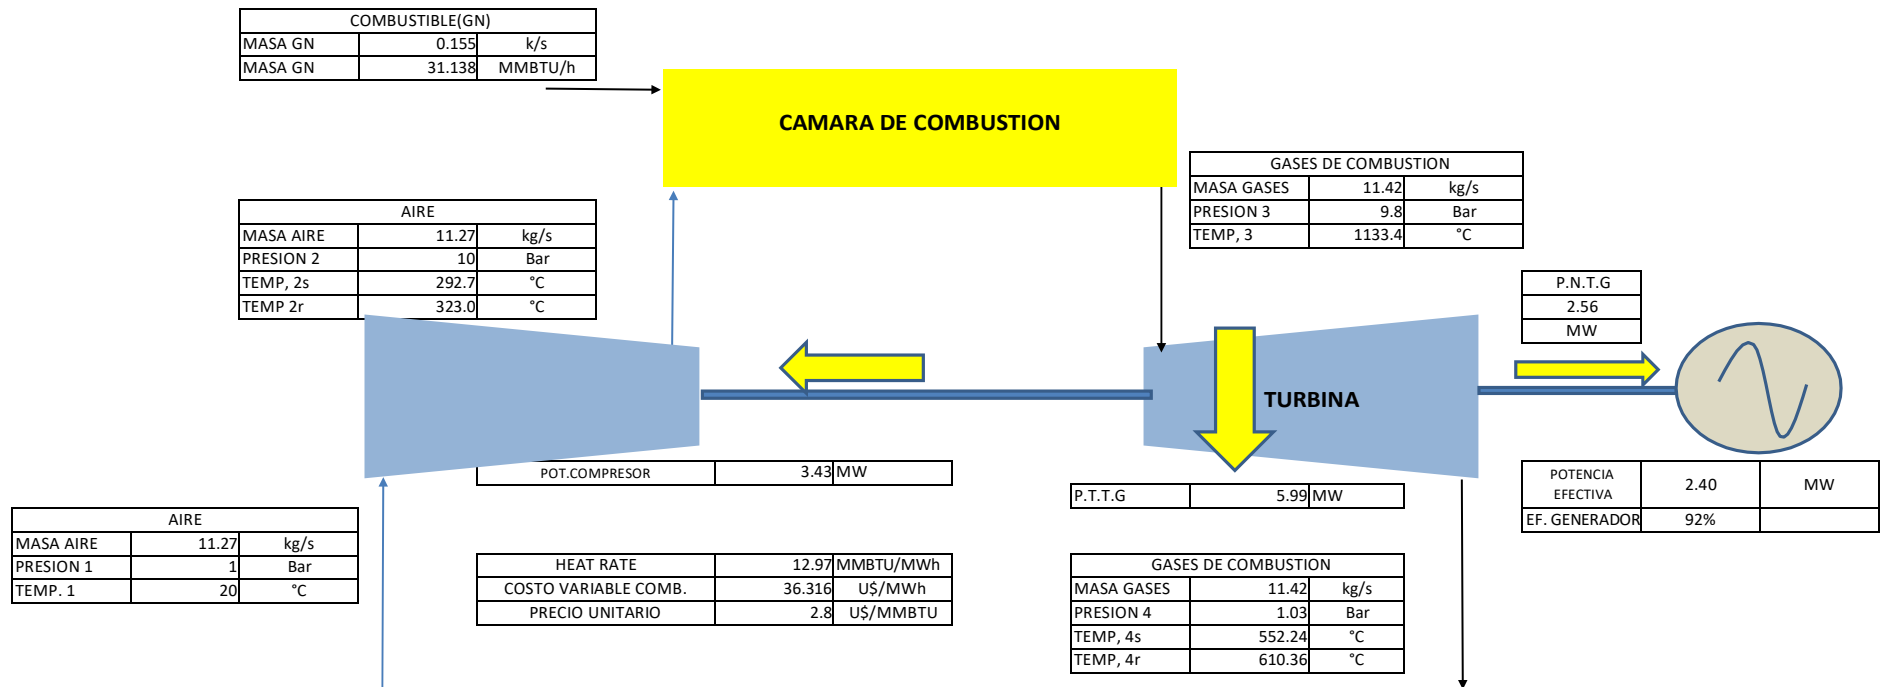 COMBUSTIBLE(GN)
MASA GN 0.155 k/s
MASA GN 31.138 MMBTU/h
CAMARA DE COMBUSTION
GASES DE COMBUSTION
MASA GASES 11.42 kg/s
PRESION 3 9.8 Bar
TEMP, 3 1133.4 °C
AIRE
MASA AIRE 11.27 kg/s
PRESION 2 10 Bar
TEMP, 2s 292.7 °C
TEMP 2r 323.0 °C
P.N.T.G
2.56
MW
TURBINA
POT.COMPRESOR 3.43 MW
P.T.T.G 5.99 MW
POTENCIA
EFECTIVA 2.40 MW
EF. GENERADOR 92%
AIRE
MASA AIRE 11.27 kg/s
PRESION 1 1 Bar
TEMP. 1 20 °C
HEAT RATE 12.97 MMBTU/MWh
COSTO VARIABLE COMB. 36.316 U$/MWh
PRECIO UNITARIO 2.8 U$/MMBTU
GASES DE COMBUSTION
MASA GASES 11.42 kg/s
PRESION 4 1.03 Bar
TEMP, 4s 552.24 °C
TEMP, 4r 610.36 °C